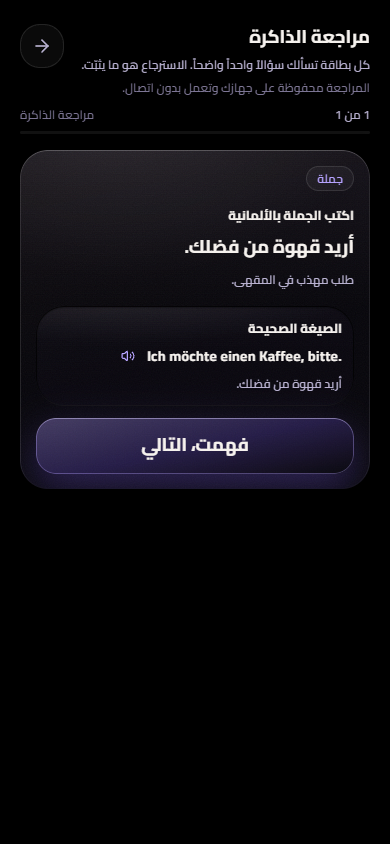 مراجعة الذاكرة
كل بطاقة تسألك سؤالاً واحداً واضحاً. الاسترجاع هو ما يثبّت.
المراجعة محفوظة على جهازك وتعمل بدون اتصال.
1 من 1
مراجعة الذاكرة
جملة
اكتب الجملة بالألمانية
أريد قهوة من فضلك.
طلب مهذب في المقهى.
الصيغة الصحيحة
Ich möchte einen Kaffee, bitte.
أريد قهوة من فضلك.
فهمت، التالي